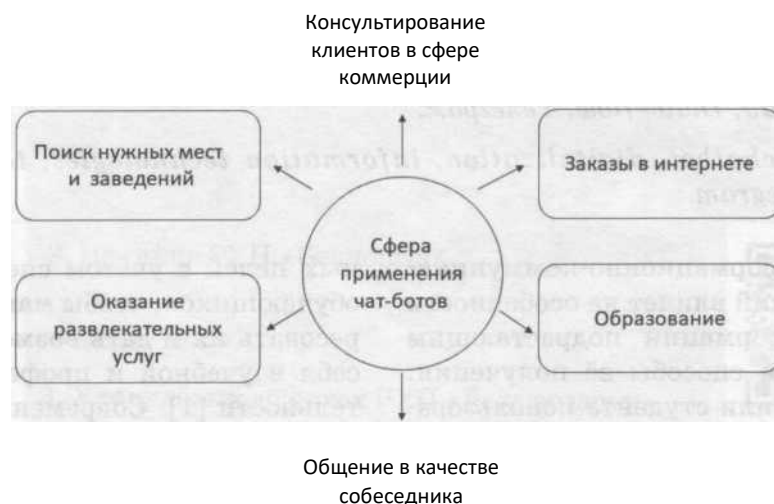 Консультирование
клиентов в сфере
коммерции
Поиск нужных мест
и заведений
Заказы в интернете
Сфера
применения
чат-ботов
Оказание
развлекательных
услуг
Образование
Общение в качестве
собеседника